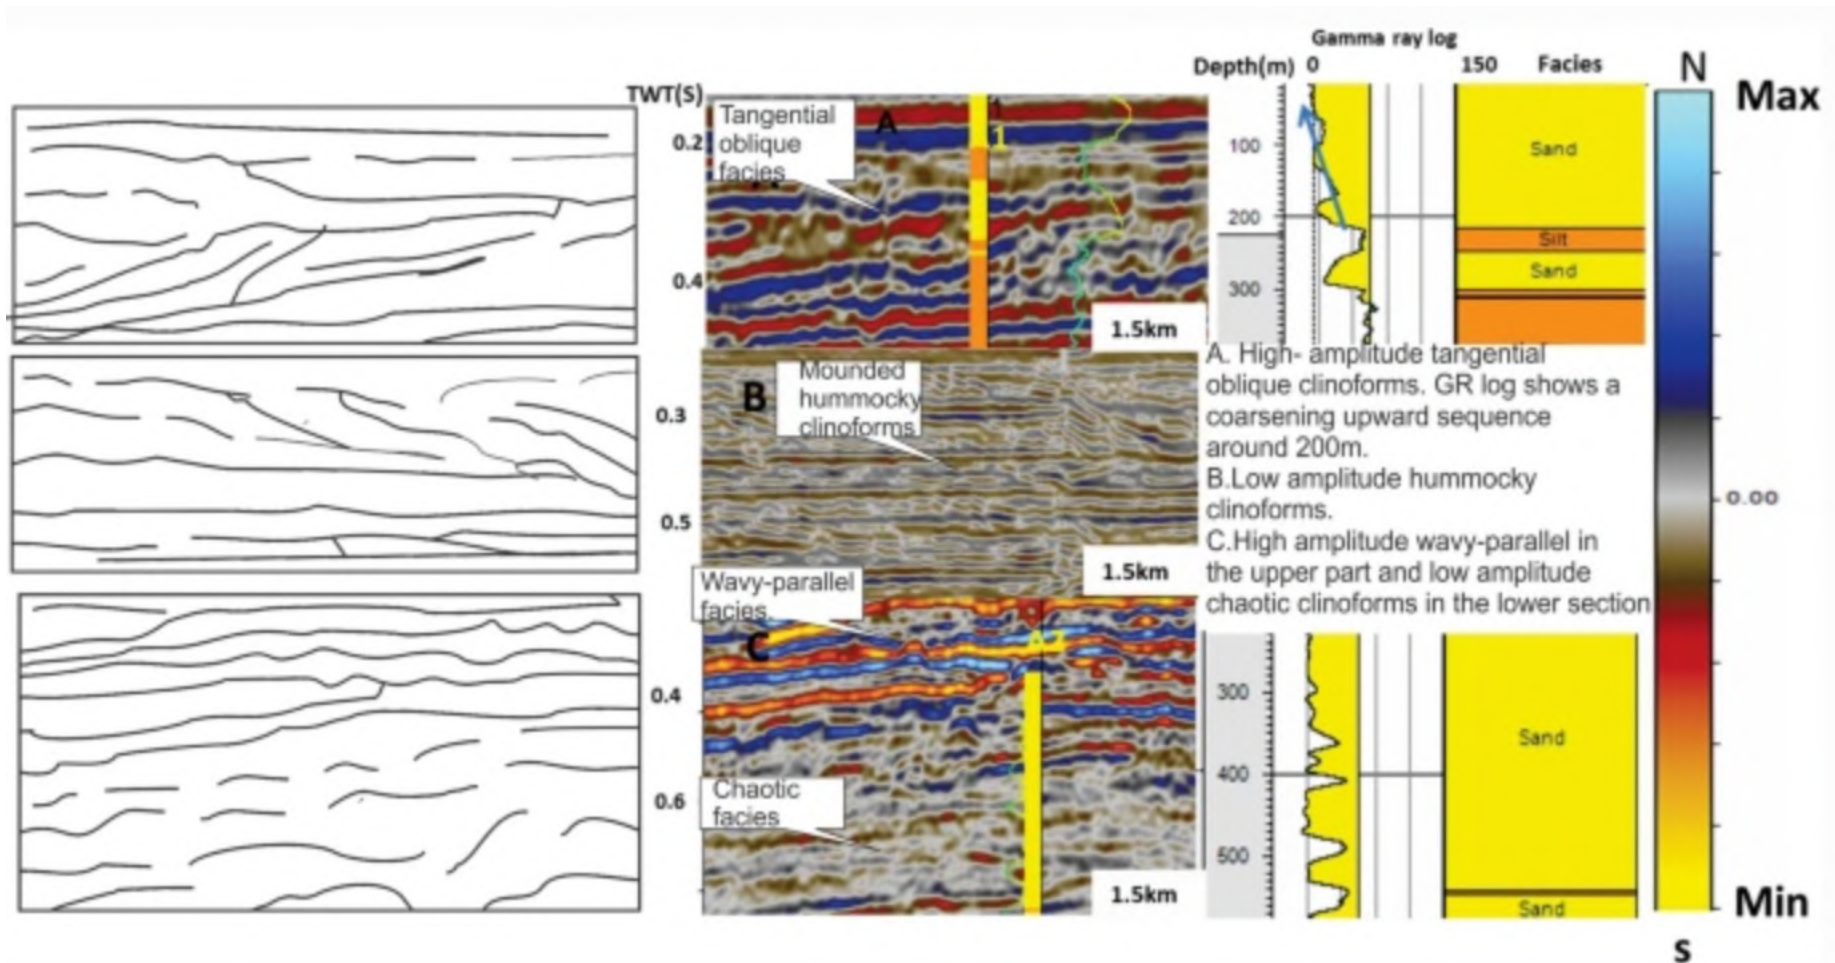 Gamma ray log
Depth(m) 0 150 Facies N
Max
TWT(S)
Tangential
oblique
facies
A
1
1
0.2
0.4
1.5km
100
200
300
Sand
Silt
Sand
A. High- amplitude tangential
oblique clinoforms. GR log shows a
coarsening upward sequence
around 200m.
B.Low amplitude hummocky
clinoforms.
C.High amplitude wavy-parallel in
the upper part and low amplitude
chaotic clinoforms in the lower section
0.00
B
Mounded
hummocky
clinoforms
0.3
0.5
1.5km
Wavy-parallel
facies
C
0.4
0.6
Chaotic
facies
1.5km
300
400
500
Sand
Sand
Min
s